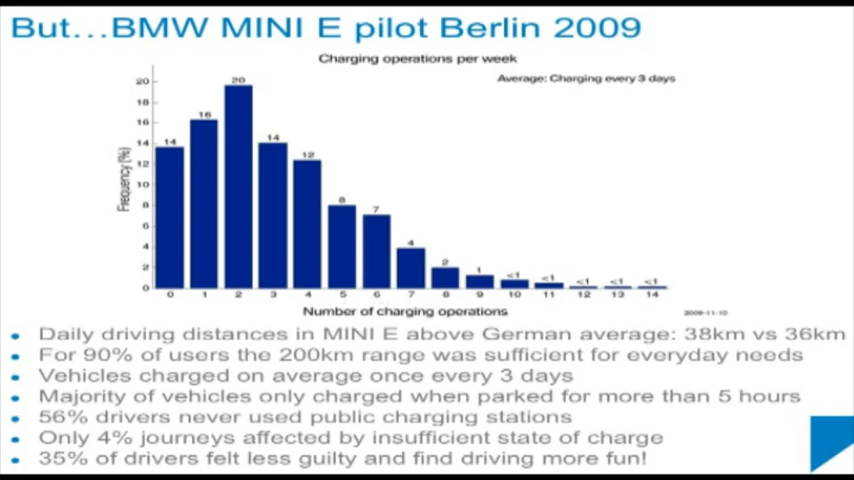 But...BMW MINI E pilot Berlin 2009
Charging operations per week
Average: Charging every 3 days
Frequency (%)
20
18
16
14
12
10
8
6
4
2
0
14
16
20
14
12
8
7
4
2
1
<1
<1
<1
<1
<1
0 1 2 3 4 5 6 7 8 9 10 11 12 13 14
Number of charging operations
2009-11-10
• Daily driving distances in MINI E above German average: 38km vs 36km
• For 90% of users the 200km range was sufficient for everyday needs
• Vehicles charged on average once every 3 days
• Majority of vehicles only charged when parked for more than 5 hours
• 56% drivers never used public charging stations
• Only 4% journeys affected by insufficient state of charge
• 35% of drivers felt less guilty and find driving more fun!